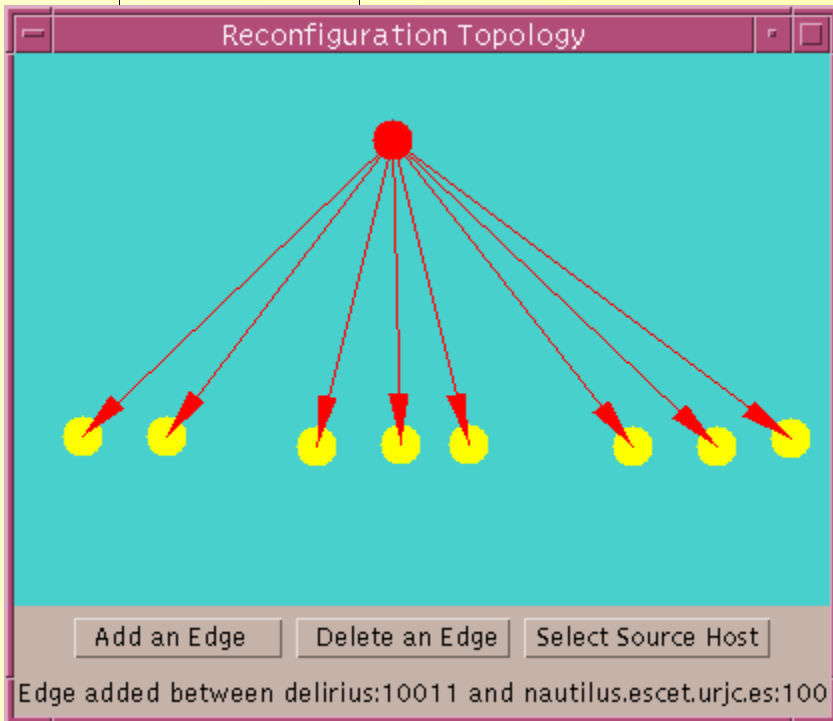 Reconfiguration Topology
Add an Edge
Delete an Edge
Select Source Host
Edge added between delirius:10011 and nautilus.escet.urjc.es:100